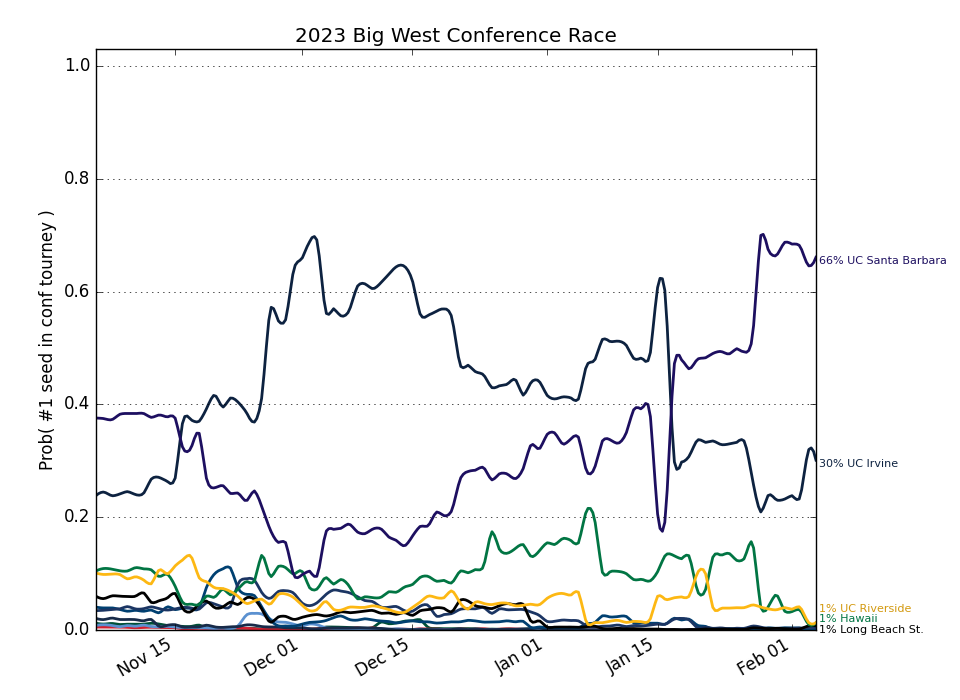 2023 Big West Conference Race
Prob( #1 seed in conf tourney )
1.0
0.8
0.6
0.4
0.2
0.0
Nov 15
Dec 01
Dec 15
Jan 01
Jan 15
Feb 01
66% UC Santa Barbara
30% UC Irvine
1% UC Riverside
1% Hawaii
1% Long Beach St.